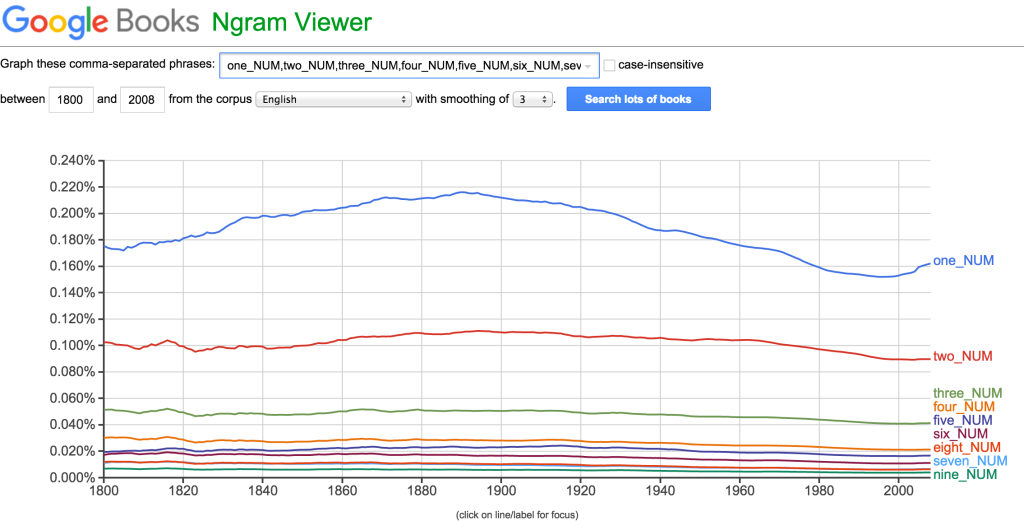 Google Books Ngram Viewer
Graph these comma-separated phrases: one_NUM,two_NUM,three_NUM,four_NUM,five_NUM,six_NUM,sev case-insensitive
between 1800 and 2008 from the corpus English with smoothing of 3 . Search lots of books
0.240%
0.220%
0.200%
0.180%
0.160%
one_NUM
0.140%
0.120%
0.100%
two_NUM
0.080%
0.060%
three_NUM
four_NUM
0.040%
five_NUM
six_NUM
0.020%
eight_NUM
seven_NUM
0.000%
nine_NUM
1800 1820 1840 1860 1880 1900 1920 1940 1960 1980 2000
(click on line/label for focus)